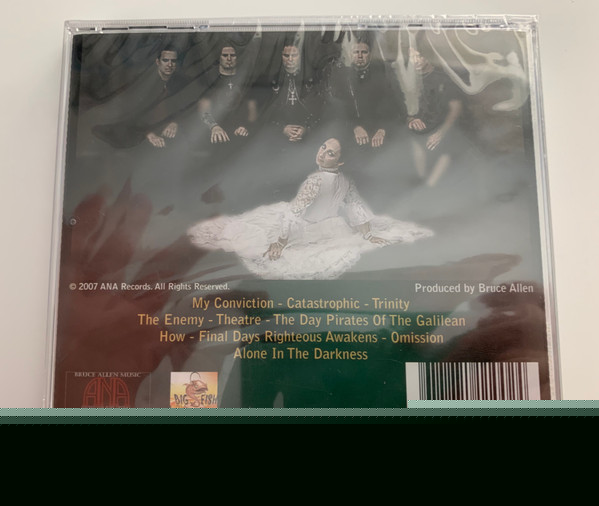 © 2007 ANA Records. All Rights Reserved.
Produced by Bruce Allen
My Conviction - Catastrophic - Trinity
The Enemy - Theatre - The Day Pirates Of The Galilean
How - Final Days Righteous Awakens - Omission
Alone In The Darkness
BRUCE ALLEN MUSIC
ANA
BIG FISH